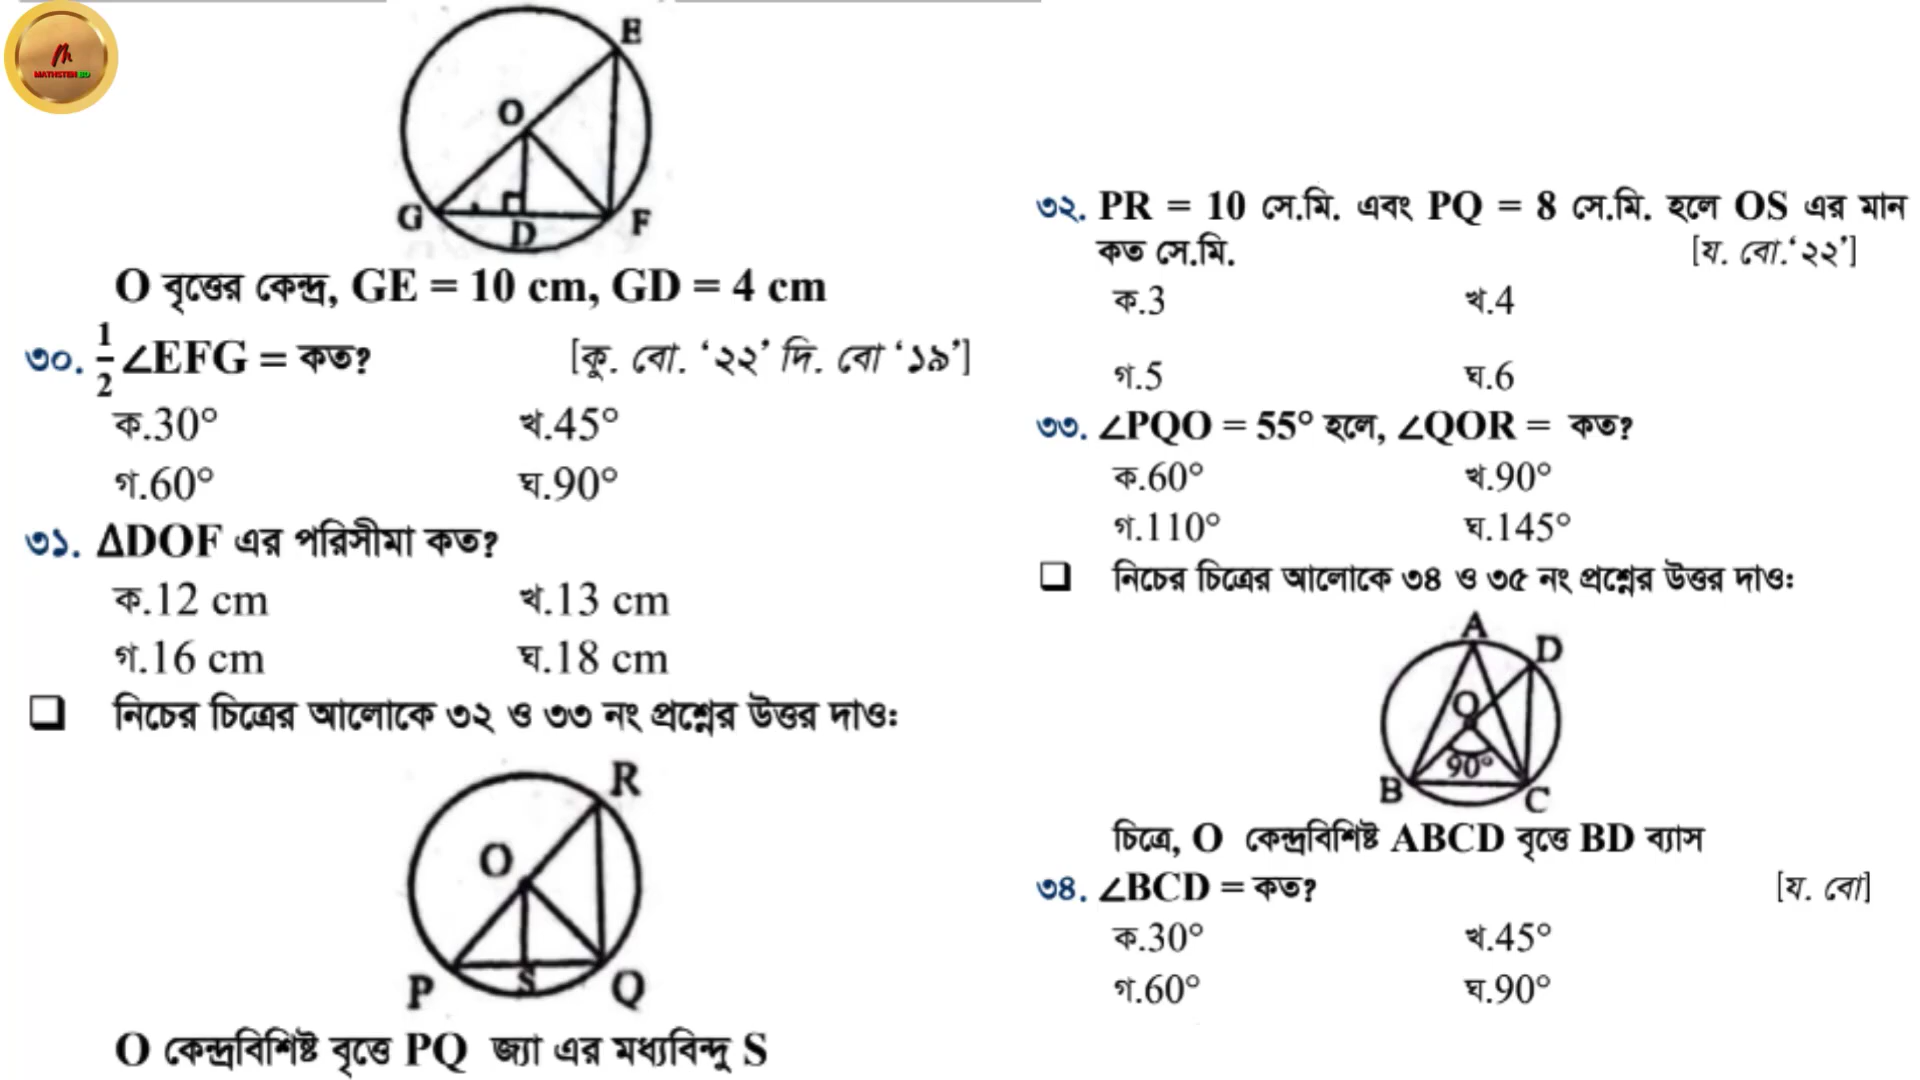 MATHSTEN BD
E
O
G
D
F
O বৃত্তের কেন্দ্র, GE = 10 cm, GD = 4 cm
৩০. 1/2 ∠EFG = কত? [কু. বো. ‘২২’ দি. বো ‘১৯’]
ক.30° খ.45°
গ.60° ঘ.90°
৩১. ΔDOF এর পরিসীমা কত?
ক.12 cm খ.13 cm
গ.16 cm ঘ.18 cm
❑ নিচের চিত্রের আলোকে ৩২ ও ৩৩ নং প্রশ্নের উত্তর দাও:
R
O
P
S
Q
O কেন্দ্রবিশিষ্ট বৃত্তে PQ জ্যা এর মধ্যবিন্দু S
৩২. PR = 10 সে.মি. এবং PQ = 8 সে.মি. হলে OS এর মান
কত সে.মি. [য. বো.‘২২’]
ক.3 খ.4
গ.5 ঘ.6
৩৩. ∠PQO = 55° হলে, ∠QOR = কত?
ক.60° খ.90°
গ.110° ঘ.145°
❑ নিচের চিত্রের আলোকে ৩৪ ও ৩৫ নং প্রশ্নের উত্তর দাও:
A
D
O
90°
B
C
চিত্রে, O কেন্দ্রবিশিষ্ট ABCD বৃত্তে BD ব্যাস
৩৪. ∠BCD = কত? [য. বো]
ক.30° খ.45°
গ.60° ঘ.90°